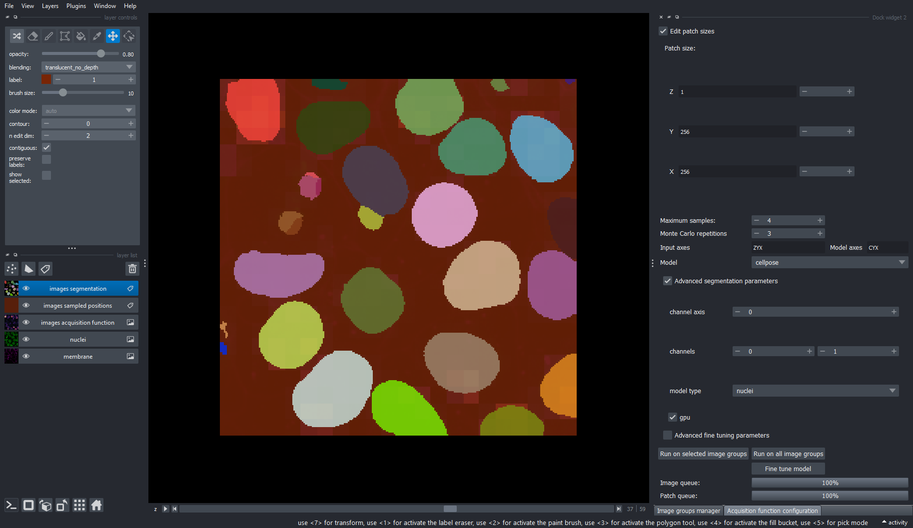 File View Layers Plugins Window Help
layer controls
Dock widget 2
opacity: 0.80
blending: translucent_no_depth
label: 1
brush size: 10
color mode: auto
contour: 0
n edit dim: 2
contiguous:
preserve
labels:
show
selected:
layer list
images segmentation
images sampled positions
images acquisition function
nuclei
membrane
z 37 59
Edit patch sizes
Patch size:
Z 1
Y 256
X 256
Maximum samples: 4
Monte Carlo repetitions 3
Input axes ZYX Model axes CYX
Model cellpose
Advanced segmentation parameters
channel axis 0
channels 0 1
model type nuclei
gpu
Advanced fine tuning parameters
Run on selected image groups Run on all image groups
Fine tune model
Image queue: 100%
Patch queue: 100%
Image groups manager Acquisition function configuration
use <7> for transform, use <1> for activate the label eraser, use <2> for activate the paint brush, use <3> for activate the polygon tool, use <4> for activate the fill bucket, use <5> for pick mode activity